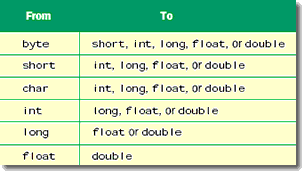 From To
byte short, int, long, float, or double
short int, long, float, or double
char int, long, float, or double
int long, float, or double
long float or double
float double